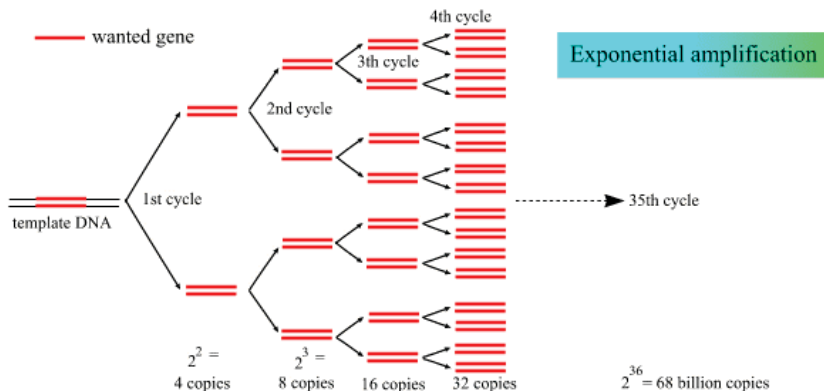 4th cycle
wanted gene
Exponential amplification
3th cycle
2nd cycle
1st cycle
35th cycle
template DNA
2^2 =
4 copies
2^3 =
8 copies
16 copies
32 copies
2^36 = 68 billion copies